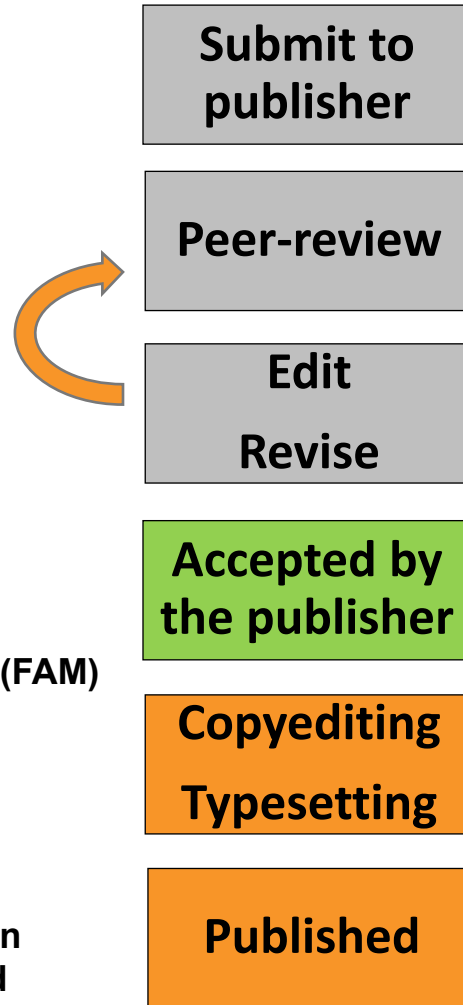 Submit to
publisher
Peer-review
Edit
Revise
Accepted by
the publisher
(FAM)
Copyediting
Typesetting
Published